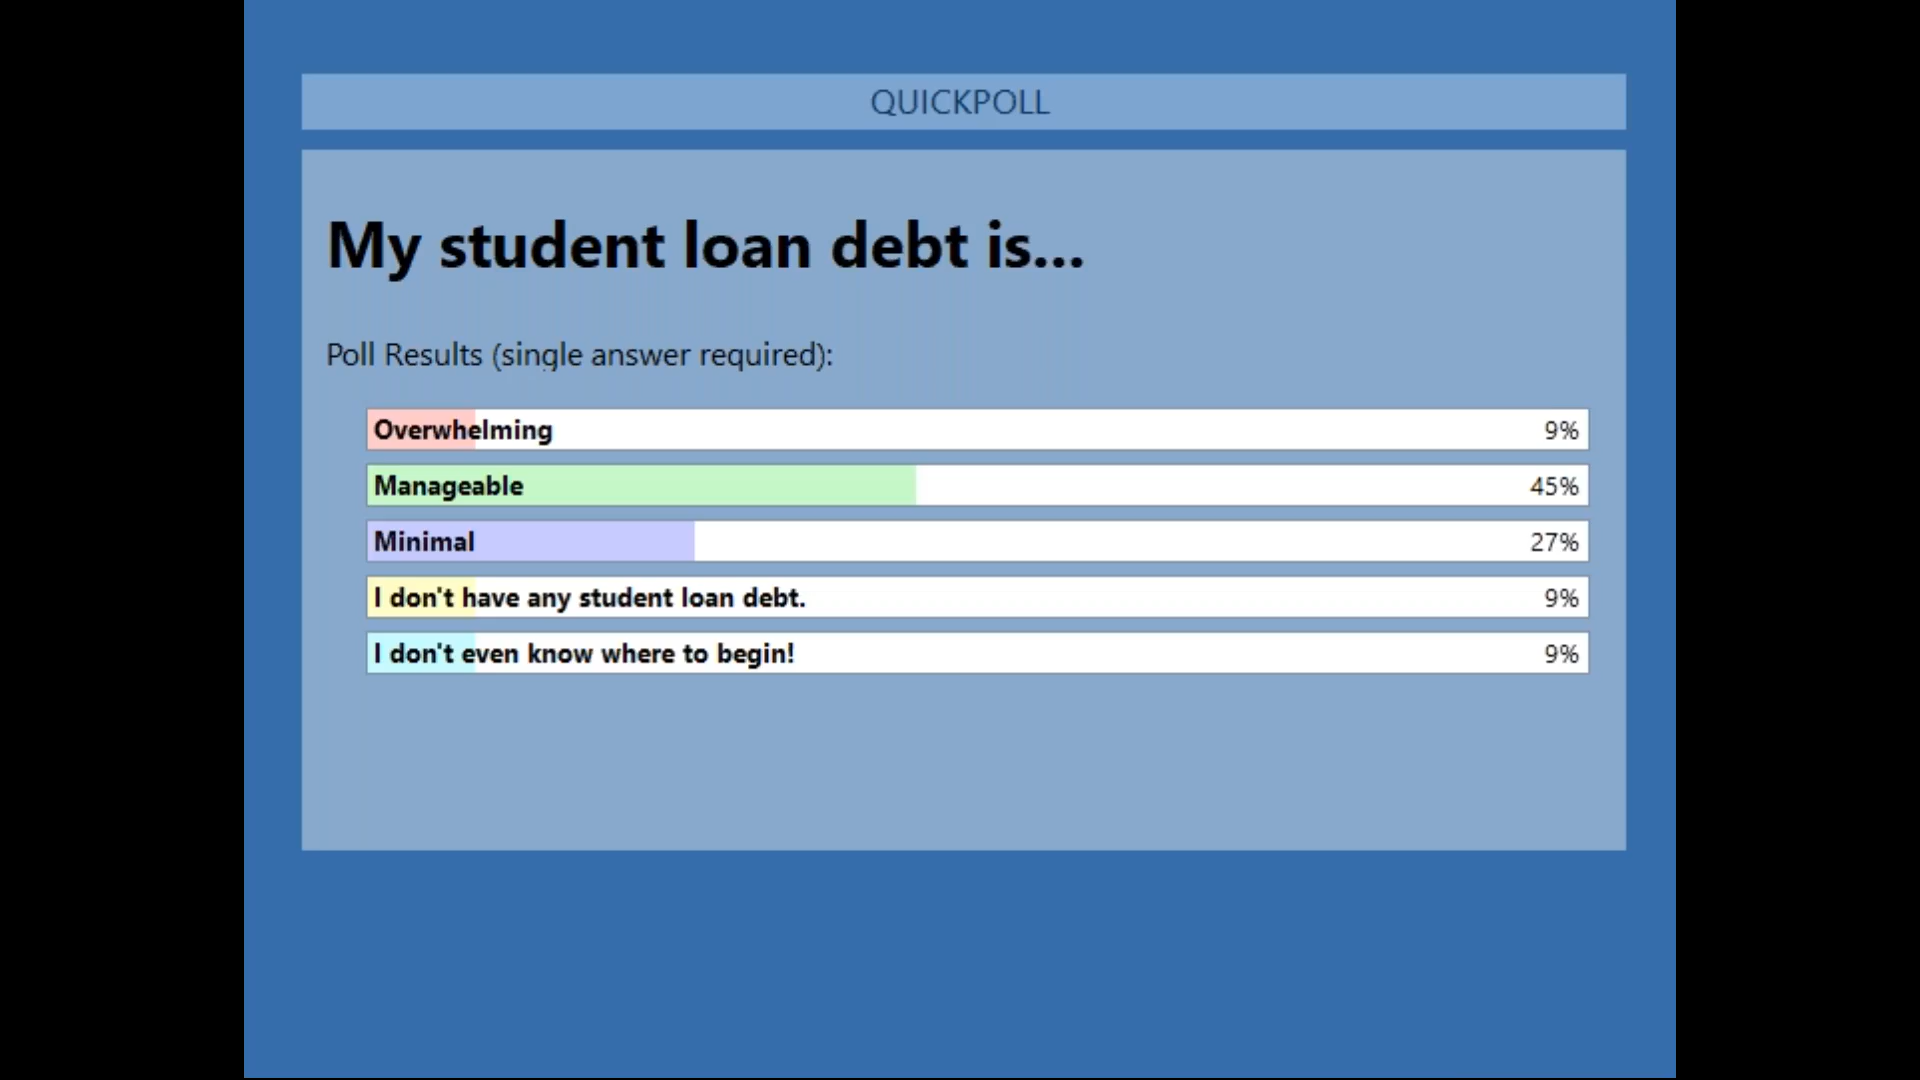 QUICKPOLL
My student loan debt is...
Poll Results (single answer required):
Overwhelming 9%
Manageable 45%
Minimal 27%
I don't have any student loan debt. 9%
I don't even know where to begin! 9%